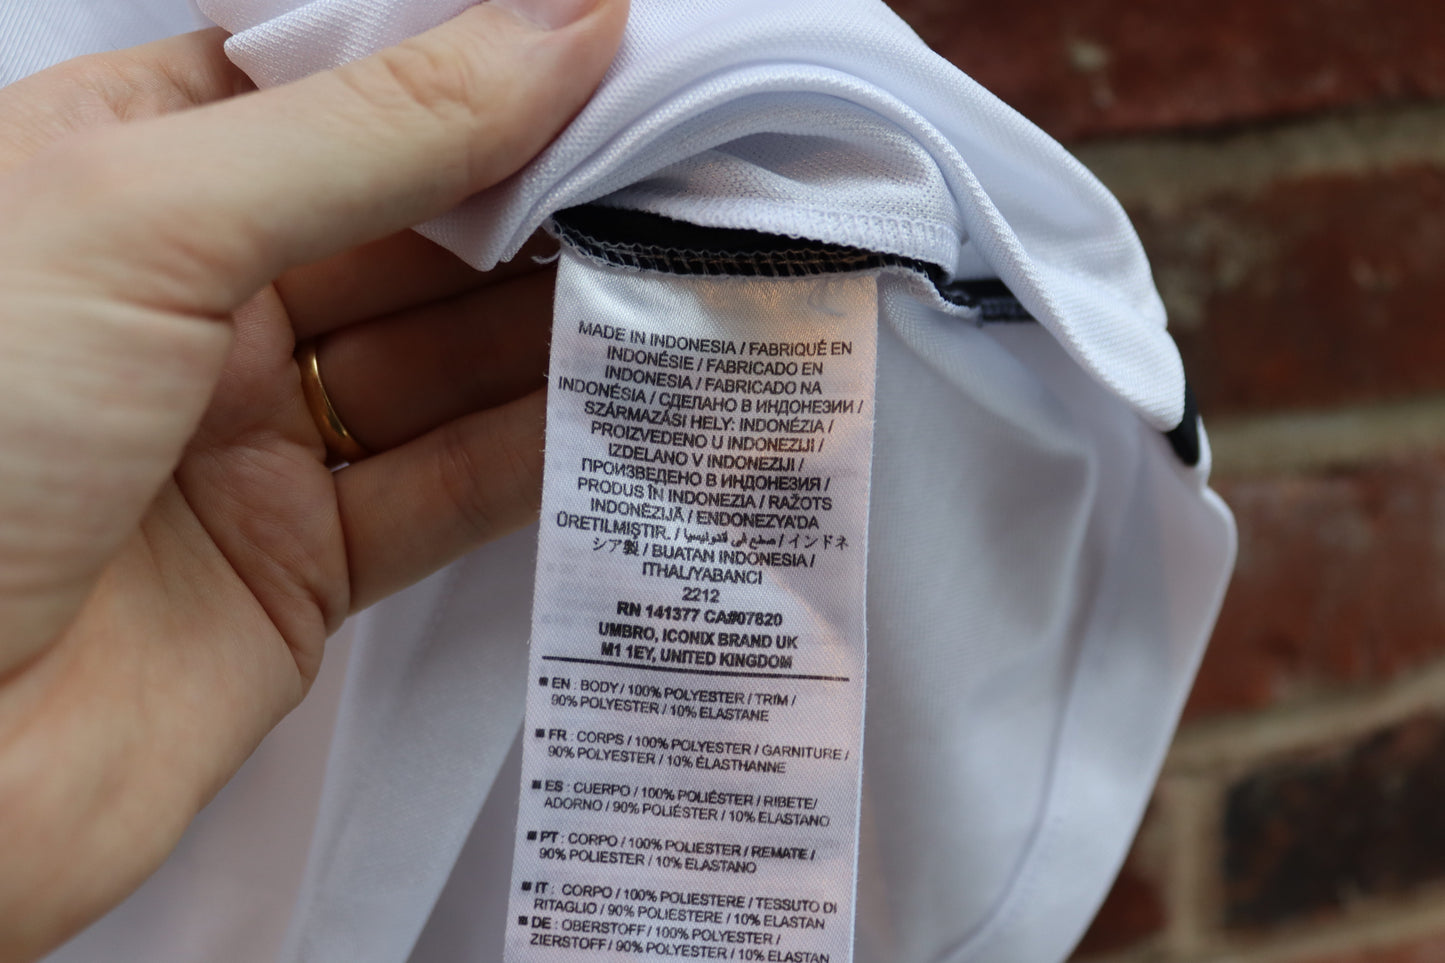 MADE IN INDONESIA / FABRIQUÉ EN
INDONÉSIE / FABRICADO EN
INDONESIA / FABRICADO NA
INDONÉSIA / СДЕЛАНО В ИНДОНЕЗИИ /
SZÁRMAZÁSI HELY: INDONÉZIA /
PROIZVEDENO U INDONEZIJI /
IZDELANO V INDONEZIJI /
ПРОИЗВЕДЕНО В ИНДОНЕЗИЯ /
PRODUS ÎN INDONEZIA / RAŽOTS
INDONĒZIJĀ / ENDONEZYA'DA
ÜRETİLMİŞTİR. / صنع في إندونيسيا / インドネ
シア製 / BUATAN INDONESIA /
ITHAL/YABANCI
2212
RN 141377 CA#07820
UMBRO, ICONIX BRAND UK
M1 1EY, UNITED KINGDOM
■ EN : BODY / 100% POLYESTER / TRIM /
90% POLYESTER / 10% ELASTANE
■ FR : CORPS / 100% POLYESTER / GARNITURE /
90% POLYESTER / 10% ÉLASTHANNE
■ ES : CUERPO / 100% POLIÉSTER / RIBETE/
ADORNO / 90% POLIÉSTER / 10% ELASTANO
■ PT : CORPO / 100% POLIESTER / REMATE /
90% POLIESTER / 10% ELASTANO
■ IT : CORPO / 100% POLIESTERE / TESSUTO DI
RITAGLIO / 90% POLIESTERE / 10% ELASTAN
■ DE : OBERSTOFF / 100% POLYESTER /
ZIERSTOFF / 90% POLYESTER / 10% ELASTAN